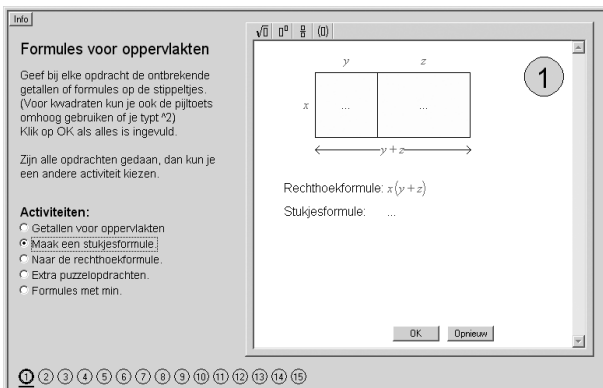 Info
Formules voor oppervlakten
Geef bij elke opdracht de ontbrekende
getallen of formules op de stippeltjes.
(Voor kwadraten kun je ook de pijltoets
omhoog gebruiken of je typt ^2)
Klik op OK als alles is ingevuld.
Zijn alle opdrachten gedaan, dan kun je
een andere activiteit kiezen.
Activiteiten:
Getallen voor oppervlakten
Maak een stukjesformule.
Naar de rechthoekformule.
Extra puzzelopdrachten.
Formules met min.
1
y z
x ... ...
y + z
Rechthoekformule: x(y+z)
Stukjesformule: ...
OK Opnieuw
1 2 3 4 5 6 7 8 9 10 11 12 13 14 15